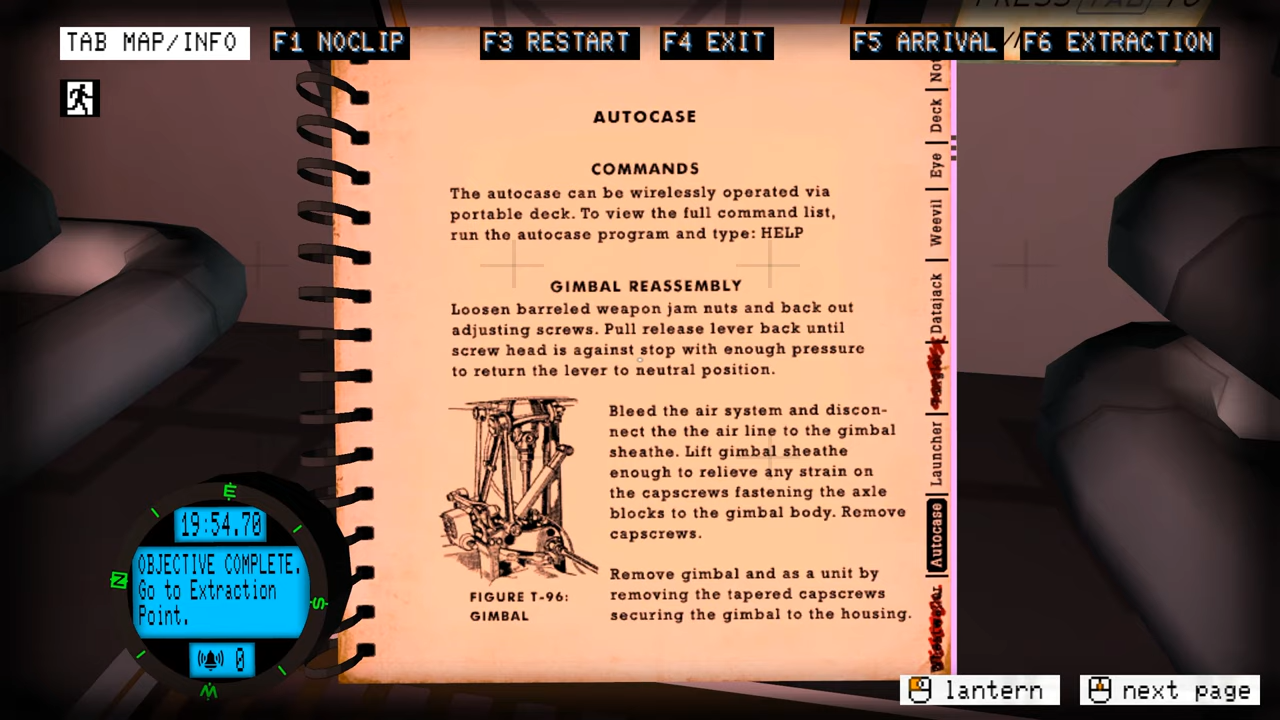 PRESS TAB TO
TAB MAP/INFO
F1 NOCLIP
F3 RESTART
F4 EXIT
F5 ARRIVAL
F6 EXTRACTION
AUTOCASE
COMMANDS
The autocase can be wirelessly operated via
portable deck. To view the full command list,
run the autocase program and type: HELP
GIMBAL REASSEMBLY
Loosen barreled weapon jam nuts and back out
adjusting screws. Pull release lever back until
screw head is against stop with enough pressure
to return the lever to neutral position.
Bleed the air system and discon-
nect the the air line to the gimbal
sheathe. Lift gimbal sheathe
enough to relieve any strain on
the capscrews fastening the axle
blocks to the gimbal body. Remove
capscrews.
Remove gimbal and as a unit by
removing the tapered capscrews
securing the gimbal to the housing.
FIGURE T-96:
GIMBAL
Deck
Eye
Weevil
Datajack
Launcher
Autocase
E
N
S
W
19:54.70
OBJECTIVE COMPLETE.
Go to Extraction
Point.
0
lantern
next page